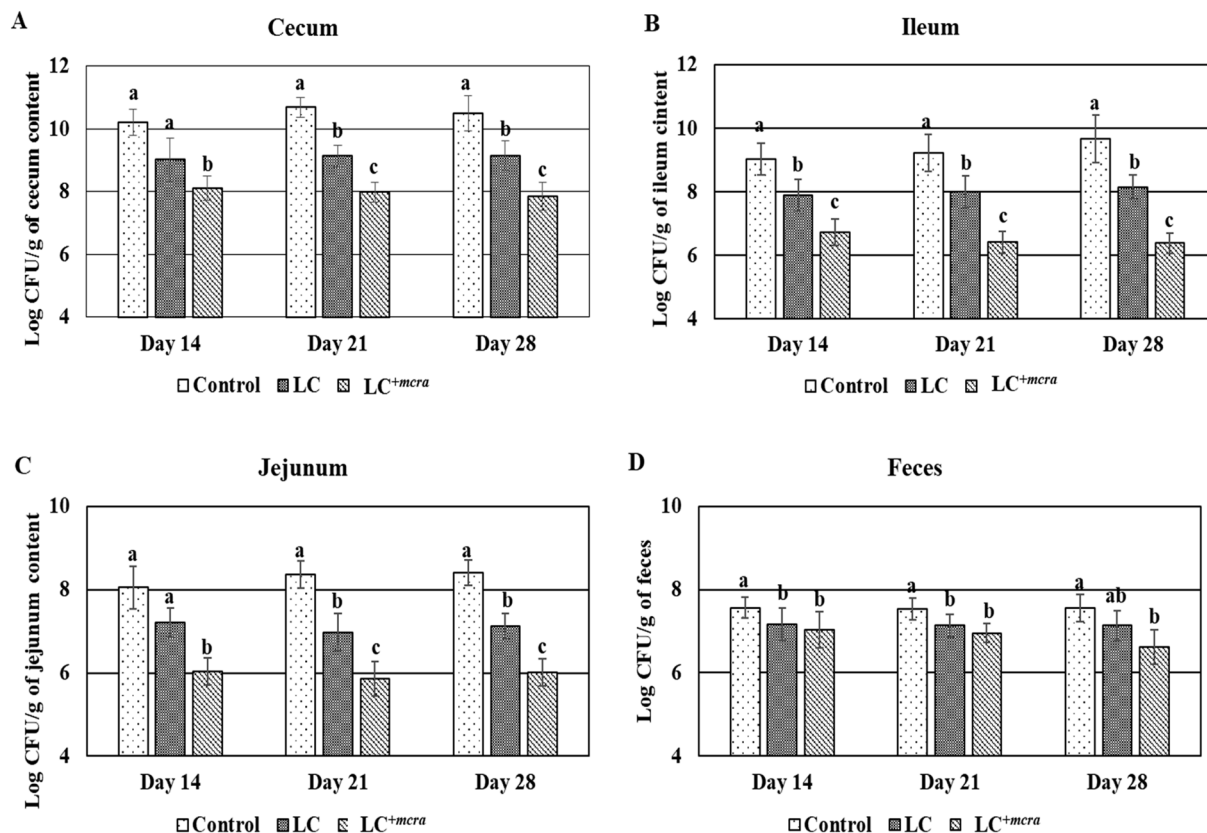 A
Cecum
Log CFU/g of cecum content
12
10
8
6
4
a
a
b
a
b
c
a
b
c
Day 14 Day 21 Day 28
Control LC LC+mcra
B
Ileum
Log CFU/g of ileum cintent
12
10
8
6
4
a
b
c
a
b
c
a
b
c
Day 14 Day 21 Day 28
Control LC LC+mcra
C
Jejunum
Log CFU/g of jejunum content
10
8
6
4
a
a
b
a
b
c
a
b
c
Day 14 Day 21 Day 28
Control LC LC+mcra
D
Feces
Log CFU/g of feces
10
8
6
4
a
b
b
a
b
b
a
ab
b
Day 14 Day 21 Day 28
Control LC LC+mcra